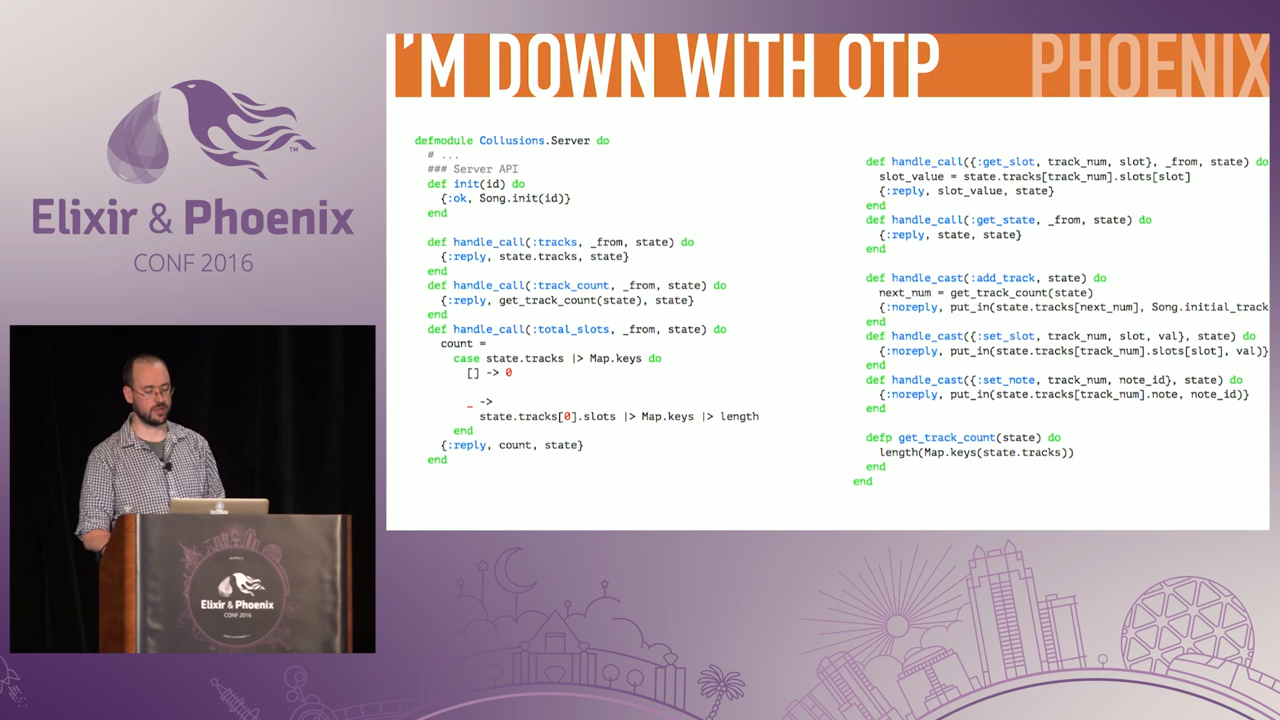 Elixir & Phoenix
TM
CONF 2016
I'M DOWN WITH OTP
PHOENIX
defmodule Collusions.Server do
# ...
### Server API
def init(id) do
{:ok, Song.init(id)}
end
def handle_call(:tracks, _from, state) do
{:reply, state.tracks, state}
end
def handle_call(:track_count, _from, state) do
{:reply, get_track_count(state), state}
end
def handle_call(:total_slots, _from, state) do
count =
case state.tracks |> Map.keys do
[] -> 0
_ ->
state.tracks[0].slots |> Map.keys |> length
end
{:reply, count, state}
end
def handle_call({:get_slot, track_num, slot}, _from, state) do
slot_value = state.tracks[track_num].slots[slot]
{:reply, slot_value, state}
end
def handle_call(:get_state, _from, state) do
{:reply, state, state}
end
def handle_cast(:add_track, state) do
next_num = get_track_count(state)
{:noreply, put_in(state.tracks[next_num], Song.initial_track
end
def handle_cast({:set_slot, track_num, slot, val}, state) do
{:noreply, put_in(state.tracks[track_num].slots[slot], val)}
end
def handle_cast({:set_note, track_num, note_id}, state) do
{:noreply, put_in(state.tracks[track_num].note, note_id)}
end
defp get_track_count(state) do
length(Map.keys(state.tracks))
end
end
Elixir & Phoenix
CONF 2016